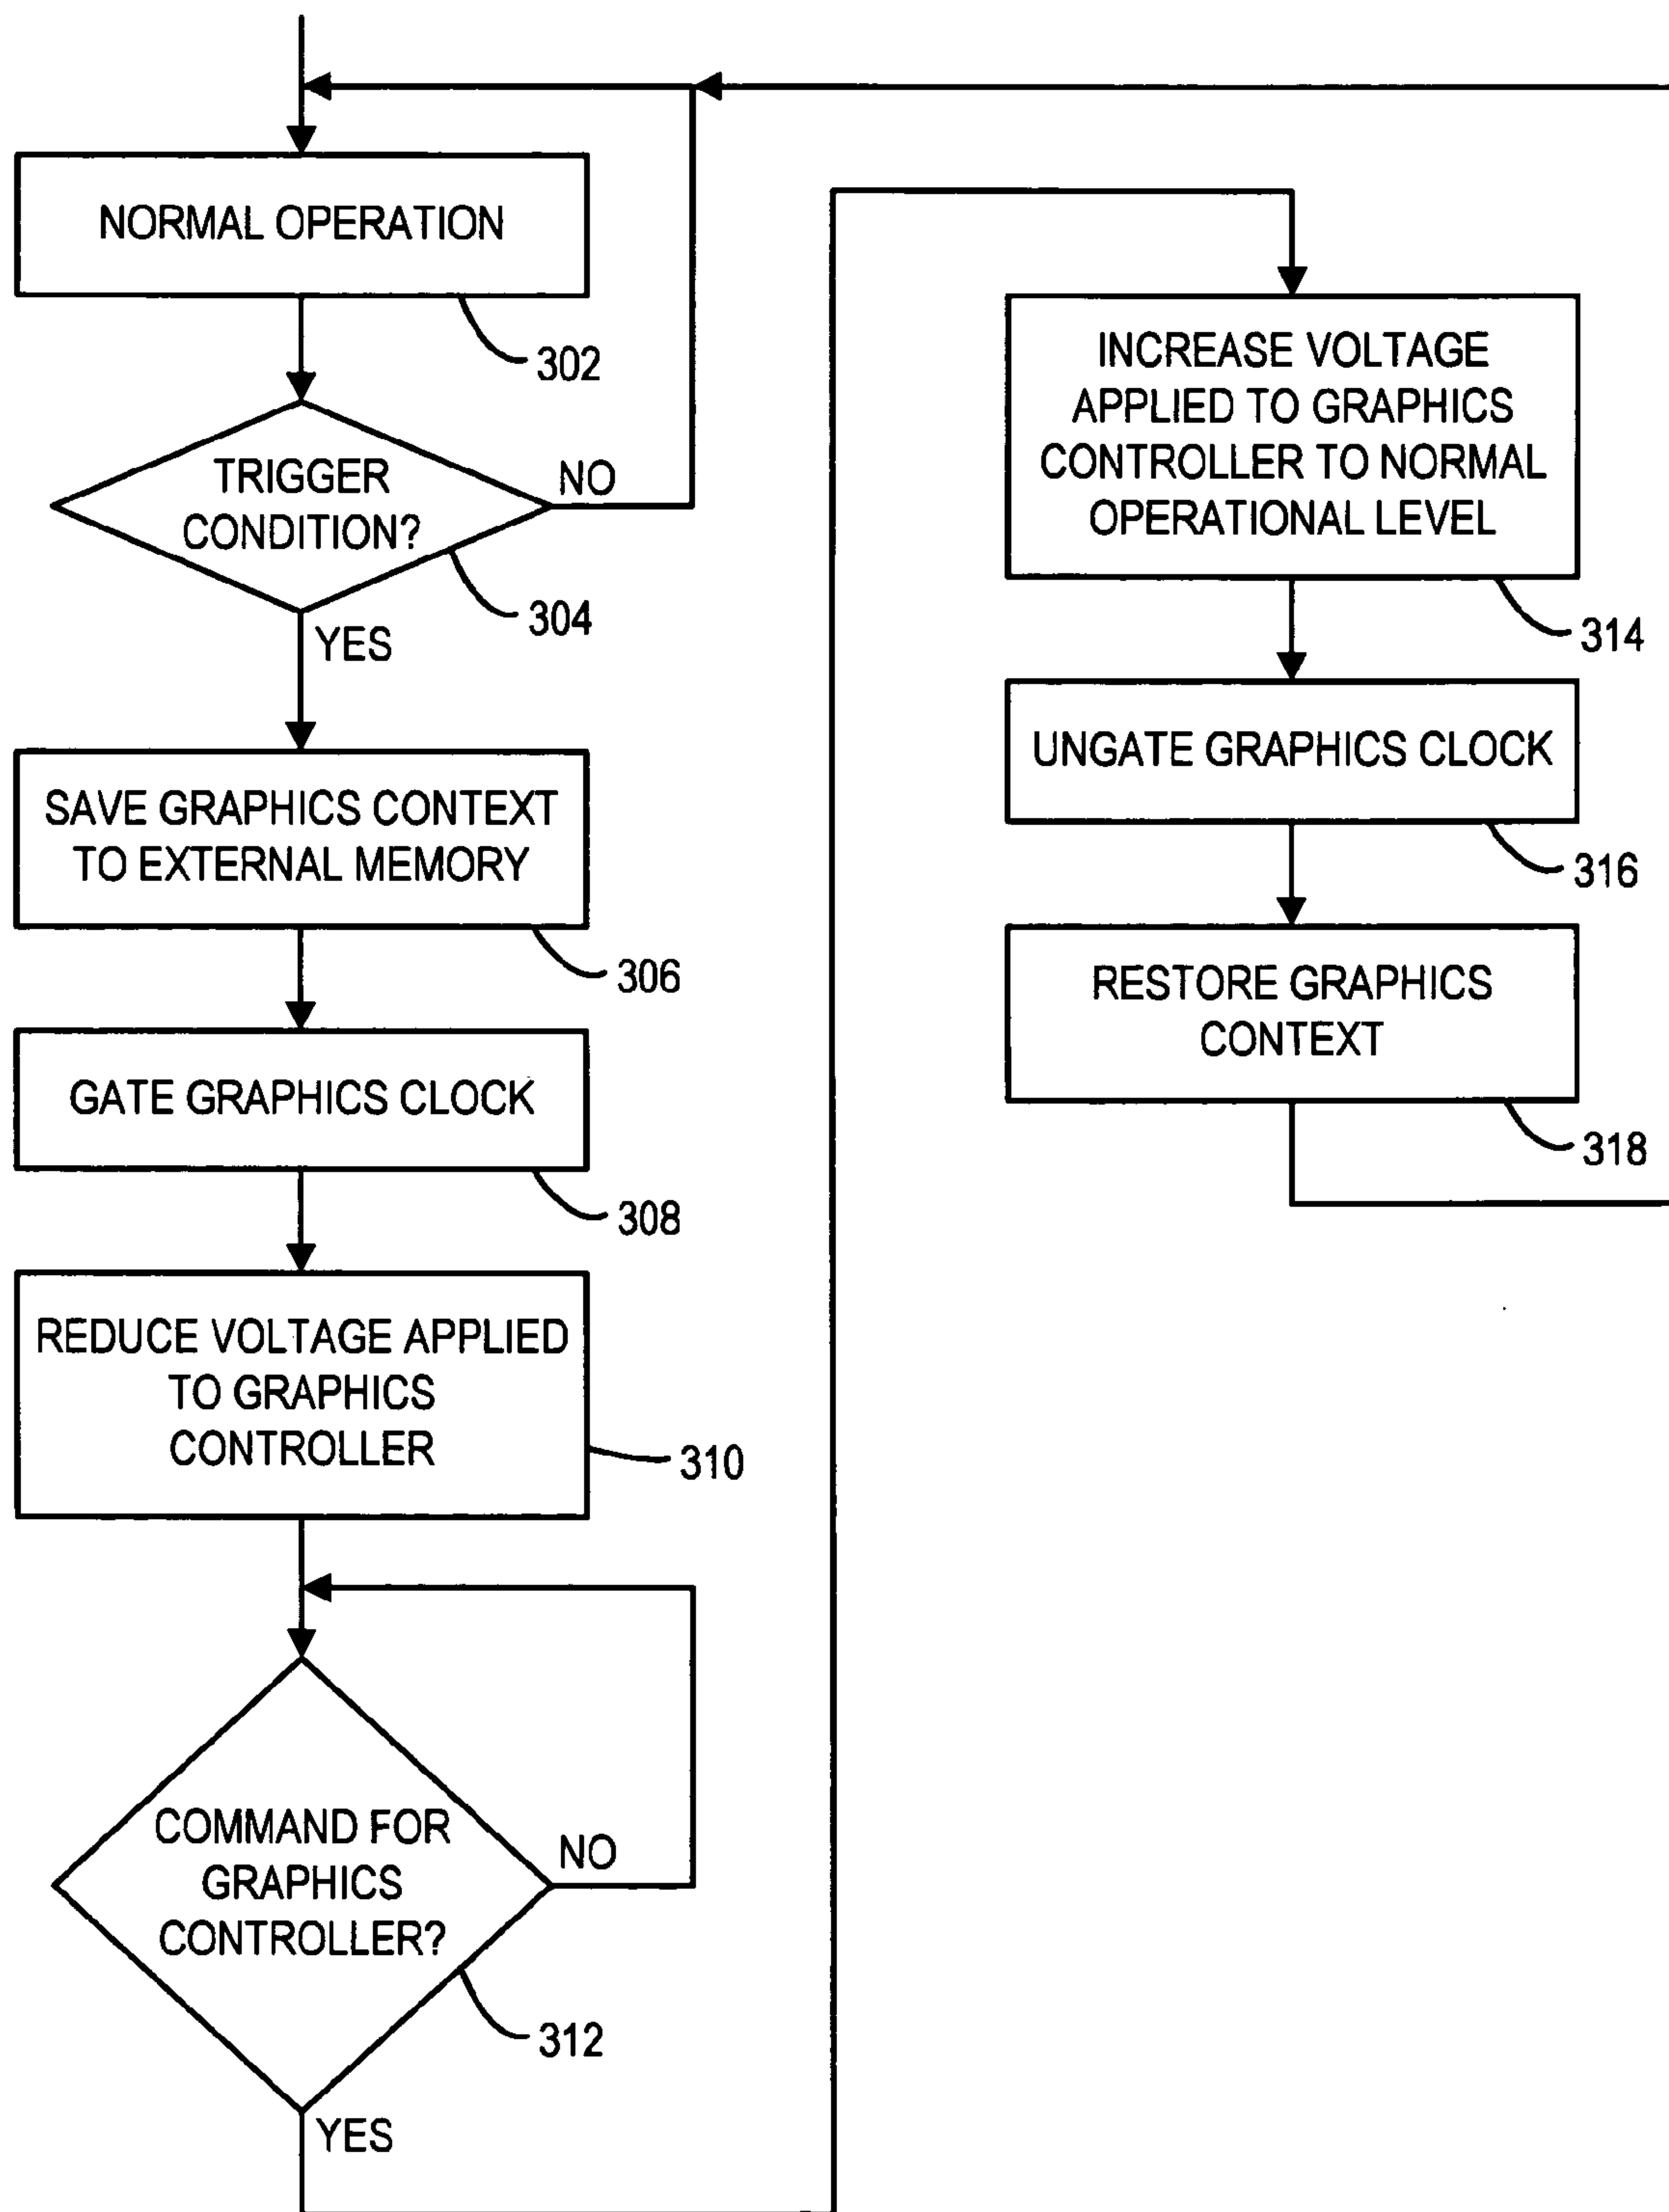 NORMAL OPERATION
302
TRIGGER
CONDITION?
NO
304
YES
SAVE GRAPHICS CONTEXT
TO EXTERNAL MEMORY
306
GATE GRAPHICS CLOCK
308
REDUCE VOLTAGE APPLIED
TO GRAPHICS
CONTROLLER
310
COMMAND FOR
GRAPHICS
CONTROLLER?
NO
312
YES
INCREASE VOLTAGE
APPLIED TO GRAPHICS
CONTROLLER TO NORMAL
OPERATIONAL LEVEL
314
UNGATE GRAPHICS CLOCK
316
RESTORE GRAPHICS
CONTEXT
318